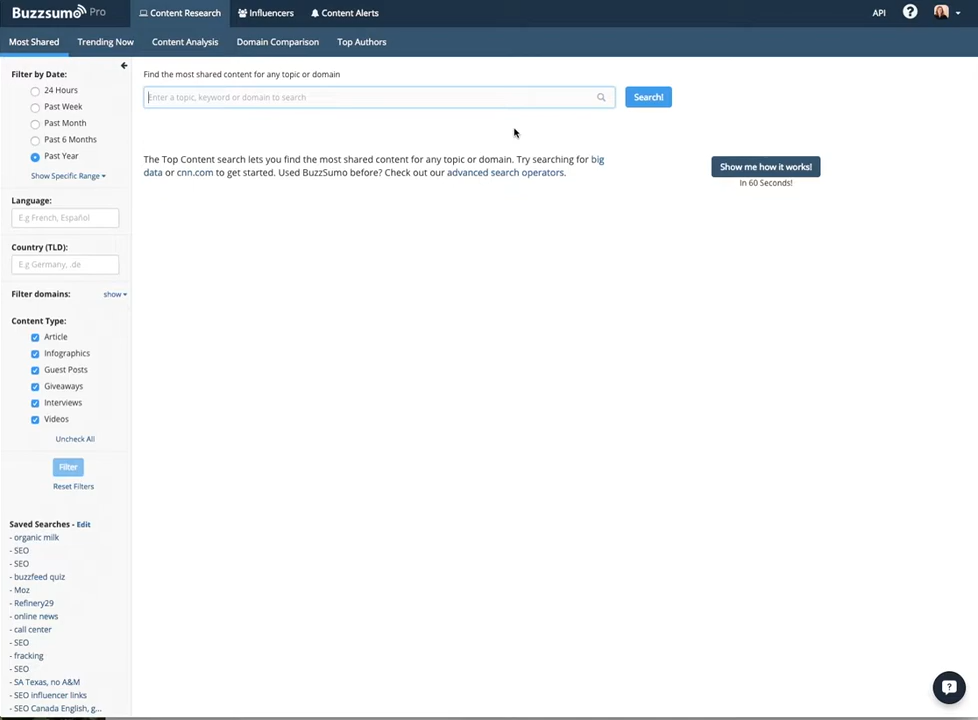 Buzzsumo Pro
Content Research
Influencers
Content Alerts
API
Most Shared
Trending Now
Content Analysis
Domain Comparison
Top Authors
Filter by Date:
24 Hours
Past Week
Past Month
Past 6 Months
Past Year
Show Specific Range
Language:
E.g French, Español
Country (TLD):
E.g Germany, .de
Filter domains:
show
Content Type:
Article
Infographics
Guest Posts
Giveaways
Interviews
Videos
Uncheck All
Filter
Reset Filters
Saved Searches - Edit
- organic milk
- SEO
- SEO
- buzzfeed quiz
- Moz
- Refinery29
- online news
- call center
- SEO
- fracking
- SEO
- SA Texas, no A&M
- SEO influencer links
- SEO Canada English, g...
Find the most shared content for any topic or domain
Enter a topic, keyword or domain to search
Search!
The Top Content search lets you find the most shared content for any topic or domain. Try searching for big
data or cnn.com to get started. Used BuzzSumo before? Check out our advanced search operators.
Show me how it works!
In 60 Seconds!